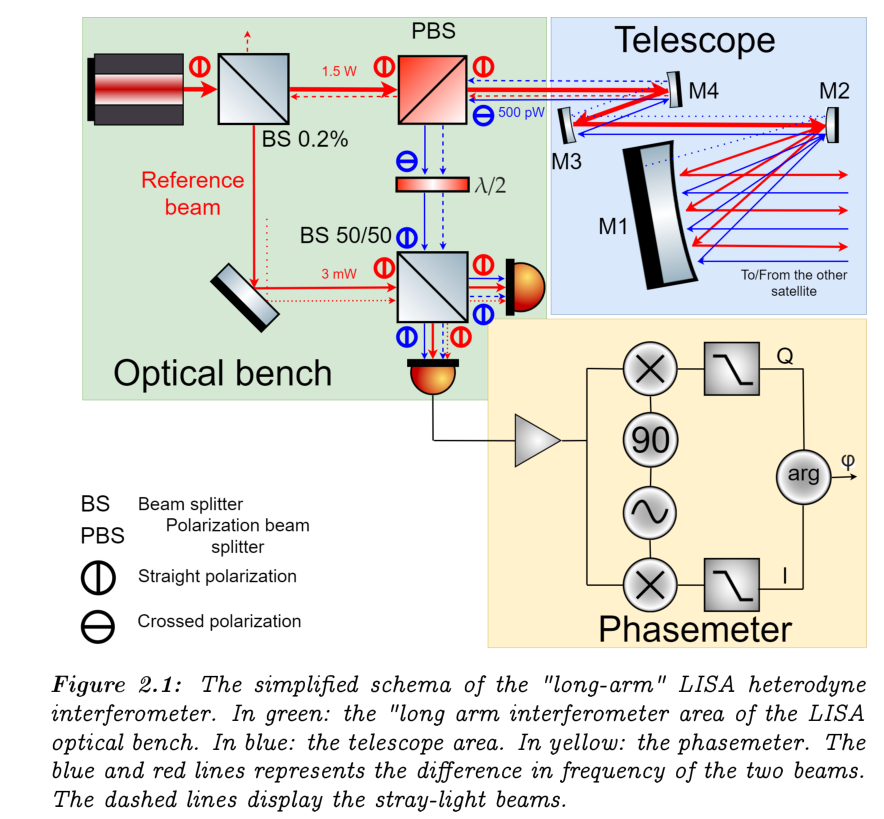 PBS
Telescope
1.5 W
M4
M2
500 pW
BS 0.2%
M3
λ/2
Reference
beam
M1
BS 50/50
3 mW
To/From the other
satellite
Optical bench
Q
90
arg
φ
I
Phasemeter
BS Beam splitter
PBS Polarization beam
splitter
Straight polarization
Crossed polarization
Figure 2.1: The simplified schema of the "long-arm" LISA heterodyne
interferometer. In green: the "long arm interferometer area of the LISA
optical bench. In blue: the telescope area. In yellow: the phasemeter. The
blue and red lines represents the difference in frequency of the two beams.
The dashed lines display the stray-light beams.